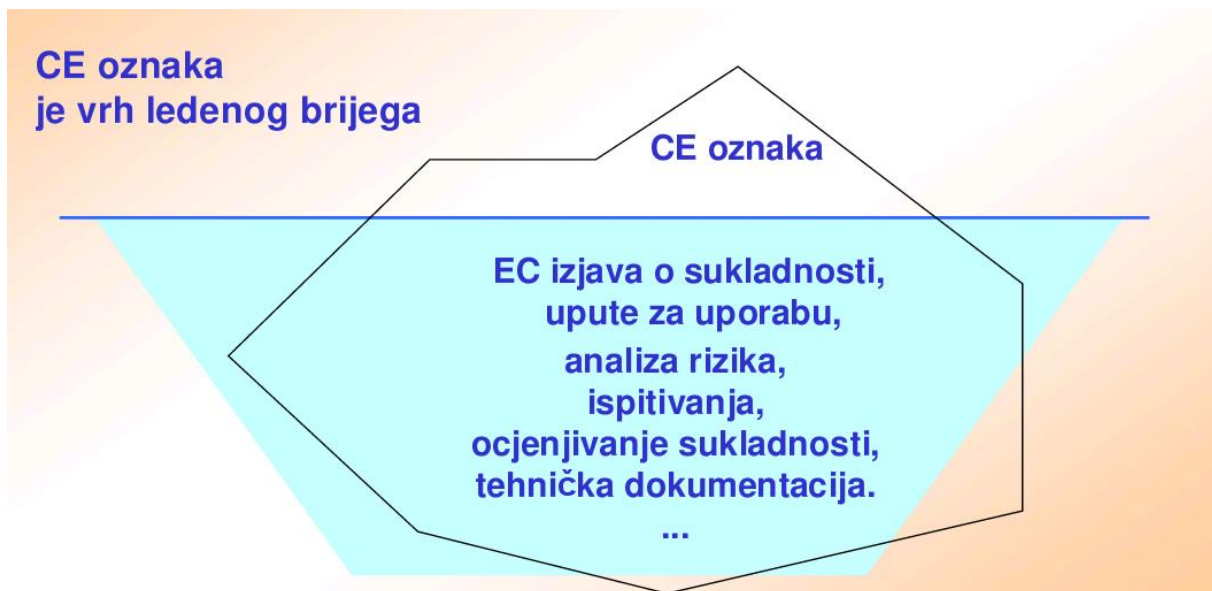 CE oznaka
je vrh ledenog brijega
CE oznaka
EC izjava o sukladnosti,
upute za uporabu,
analiza rizika,
ispitivanja,
ocjenjivanje sukladnosti,
tehnička dokumentacija.
...